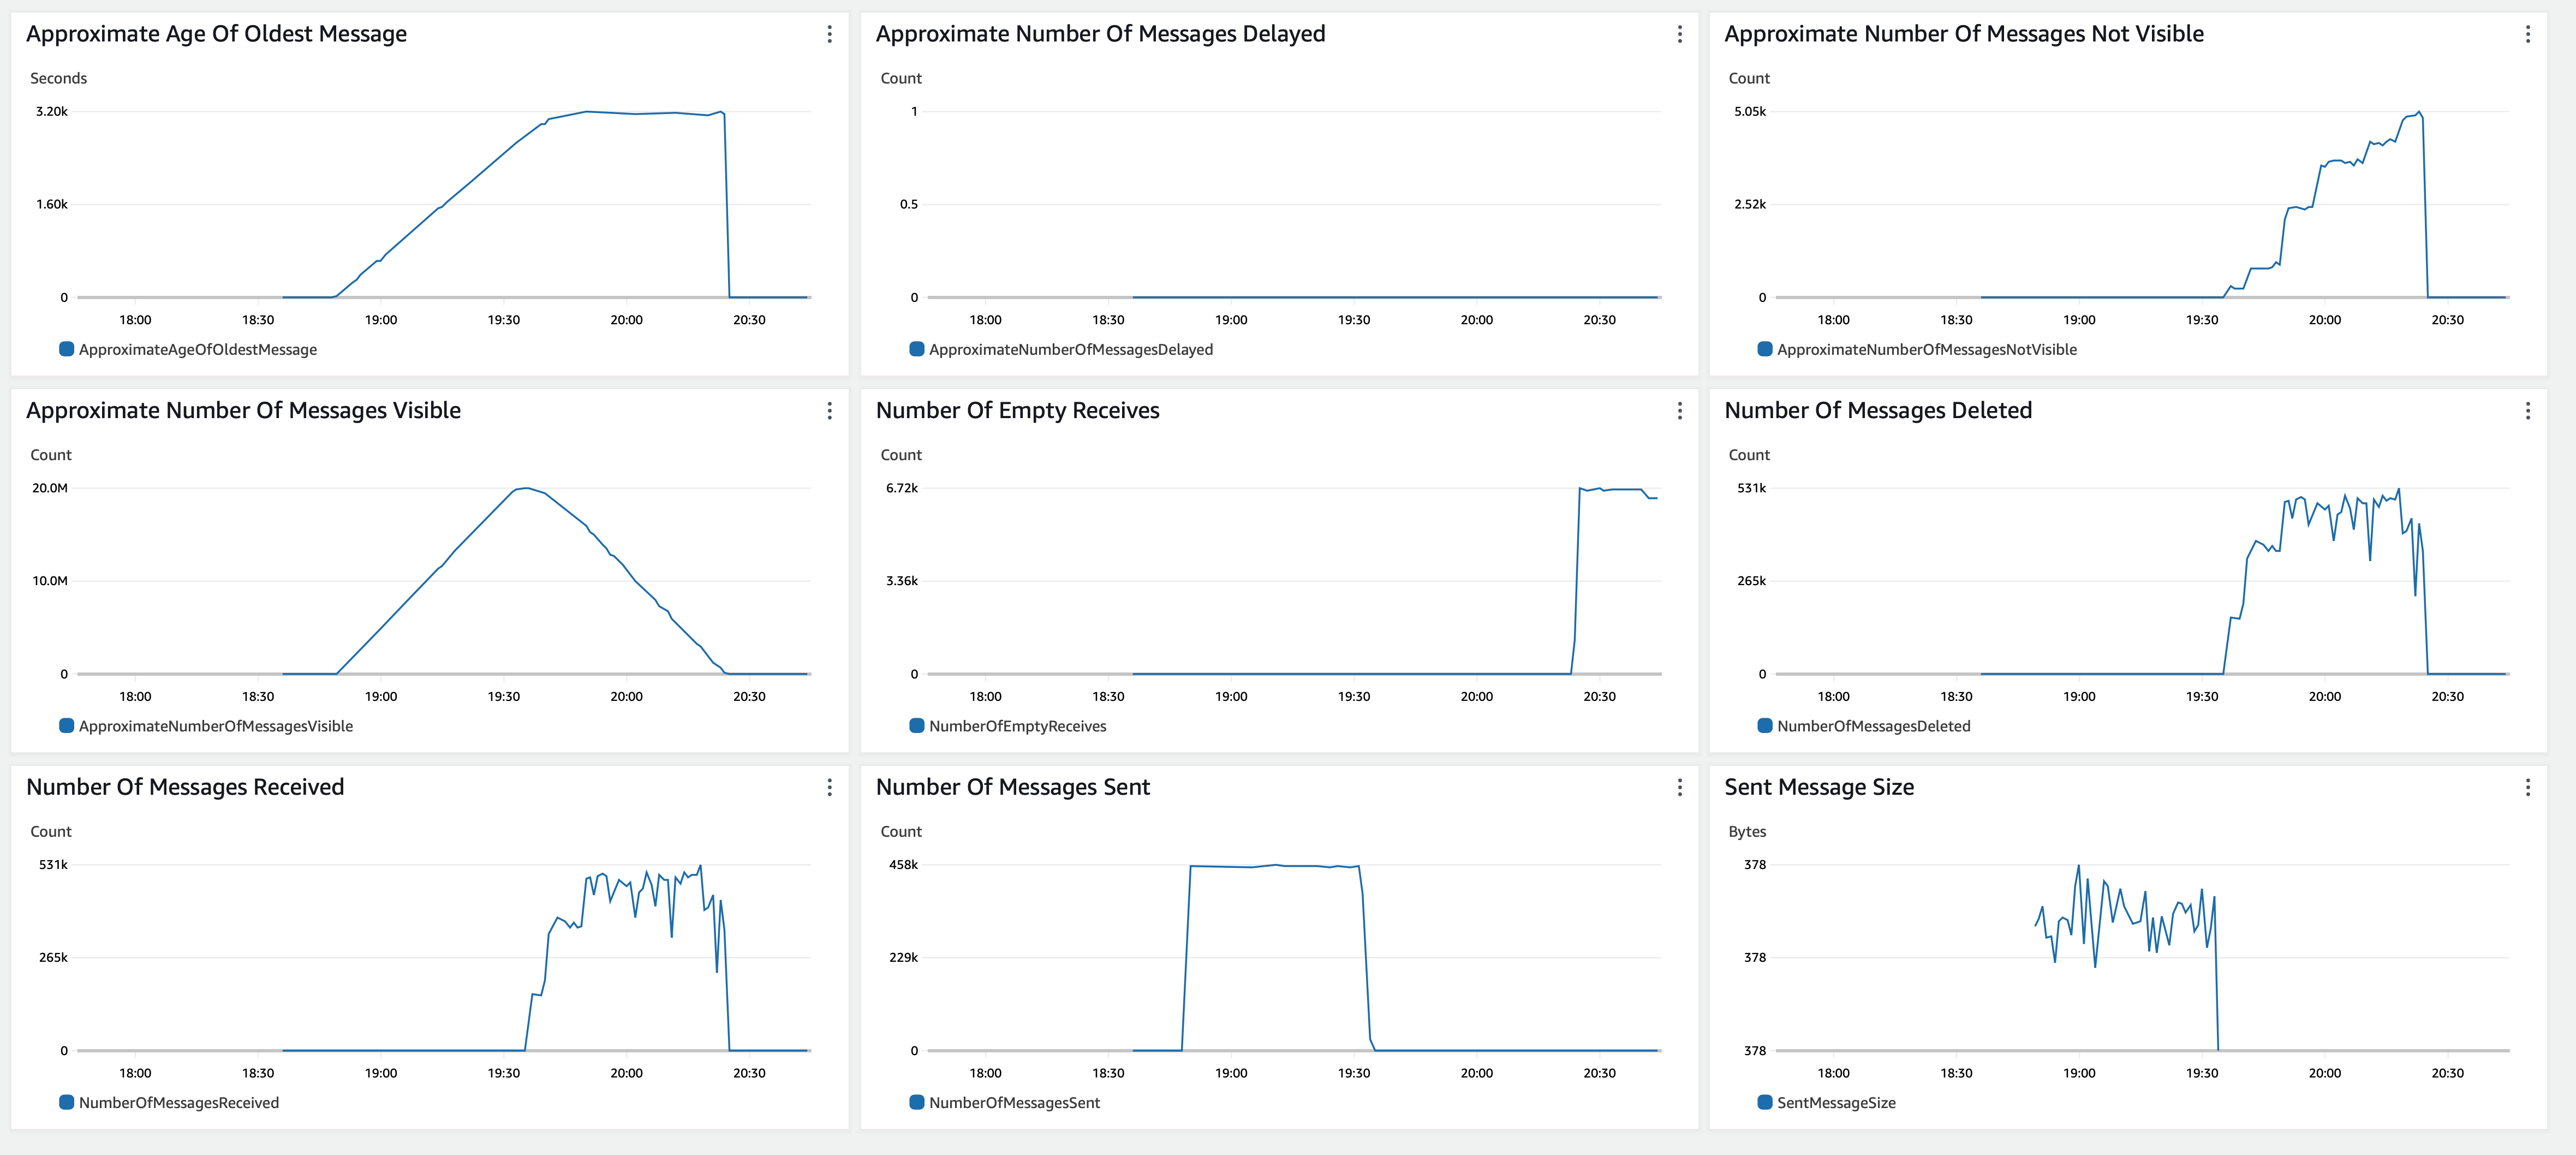 Approximate Age Of Oldest Message
Seconds
3.20k
1.60k
0
18:00 18:30 19:00 19:30 20:00 20:30
ApproximateAgeOfOldestMessage
Approximate Number Of Messages Delayed
Count
1
0.5
0
18:00 18:30 19:00 19:30 20:00 20:30
ApproximateNumberOfMessagesDelayed
Approximate Number Of Messages Not Visible
Count
5.05k
2.52k
0
18:00 18:30 19:00 19:30 20:00 20:30
ApproximateNumberOfMessagesNotVisible
Approximate Number Of Messages Visible
Count
20.0M
10.0M
0
18:00 18:30 19:00 19:30 20:00 20:30
ApproximateNumberOfMessagesVisible
Number Of Empty Receives
Count
6.72k
3.36k
0
18:00 18:30 19:00 19:30 20:00 20:30
NumberOfEmptyReceives
Number Of Messages Deleted
Count
531k
265k
0
18:00 18:30 19:00 19:30 20:00 20:30
NumberOfMessagesDeleted
Number Of Messages Received
Count
531k
265k
0
18:00 18:30 19:00 19:30 20:00 20:30
NumberOfMessagesReceived
Number Of Messages Sent
Count
458k
229k
0
18:00 18:30 19:00 19:30 20:00 20:30
NumberOfMessagesSent
Sent Message Size
Bytes
378
378
378
18:00 18:30 19:00 19:30 20:00 20:30
SentMessageSize